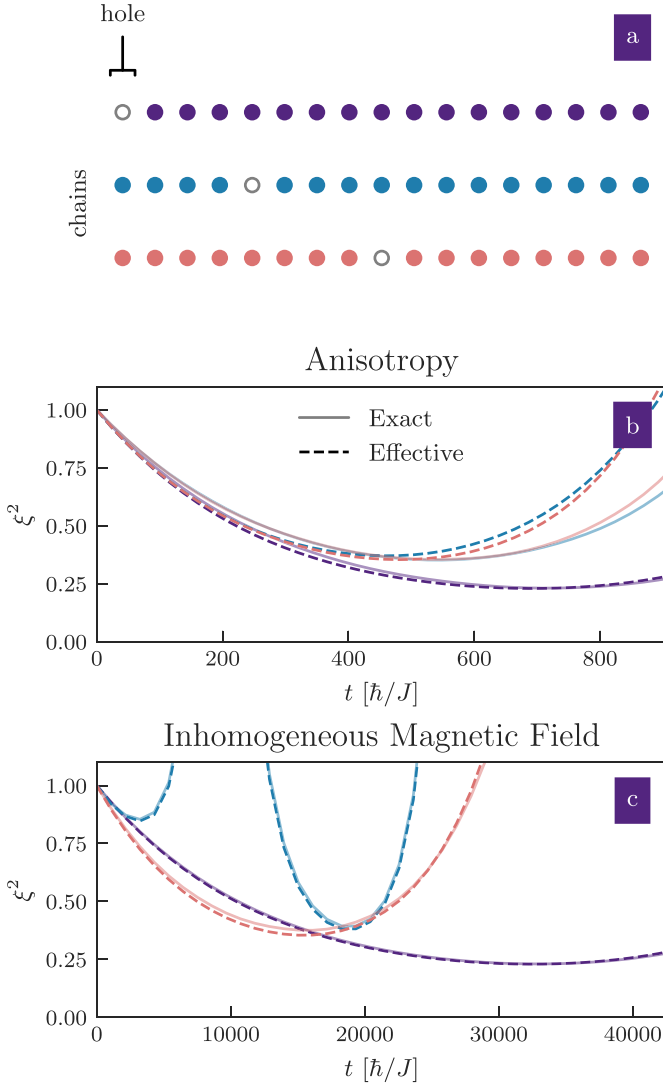 hole
a
chains
Anisotropy
1.00
0.75
0.50
0.25
0.00
ξ²
Exact
Effective
b
0 200 400 600 800
t [ħ/J]
Inhomogeneous Magnetic Field
1.00
0.75
0.50
0.25
0.00
ξ²
c
0 10000 20000 30000 40000
t [ħ/J]